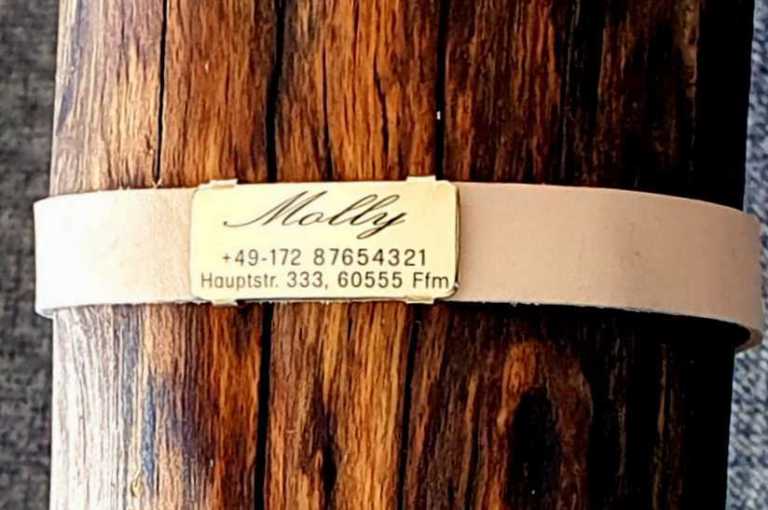 Molly
+49-172 87654321
Hauptstr. 333, 60555 Ffm